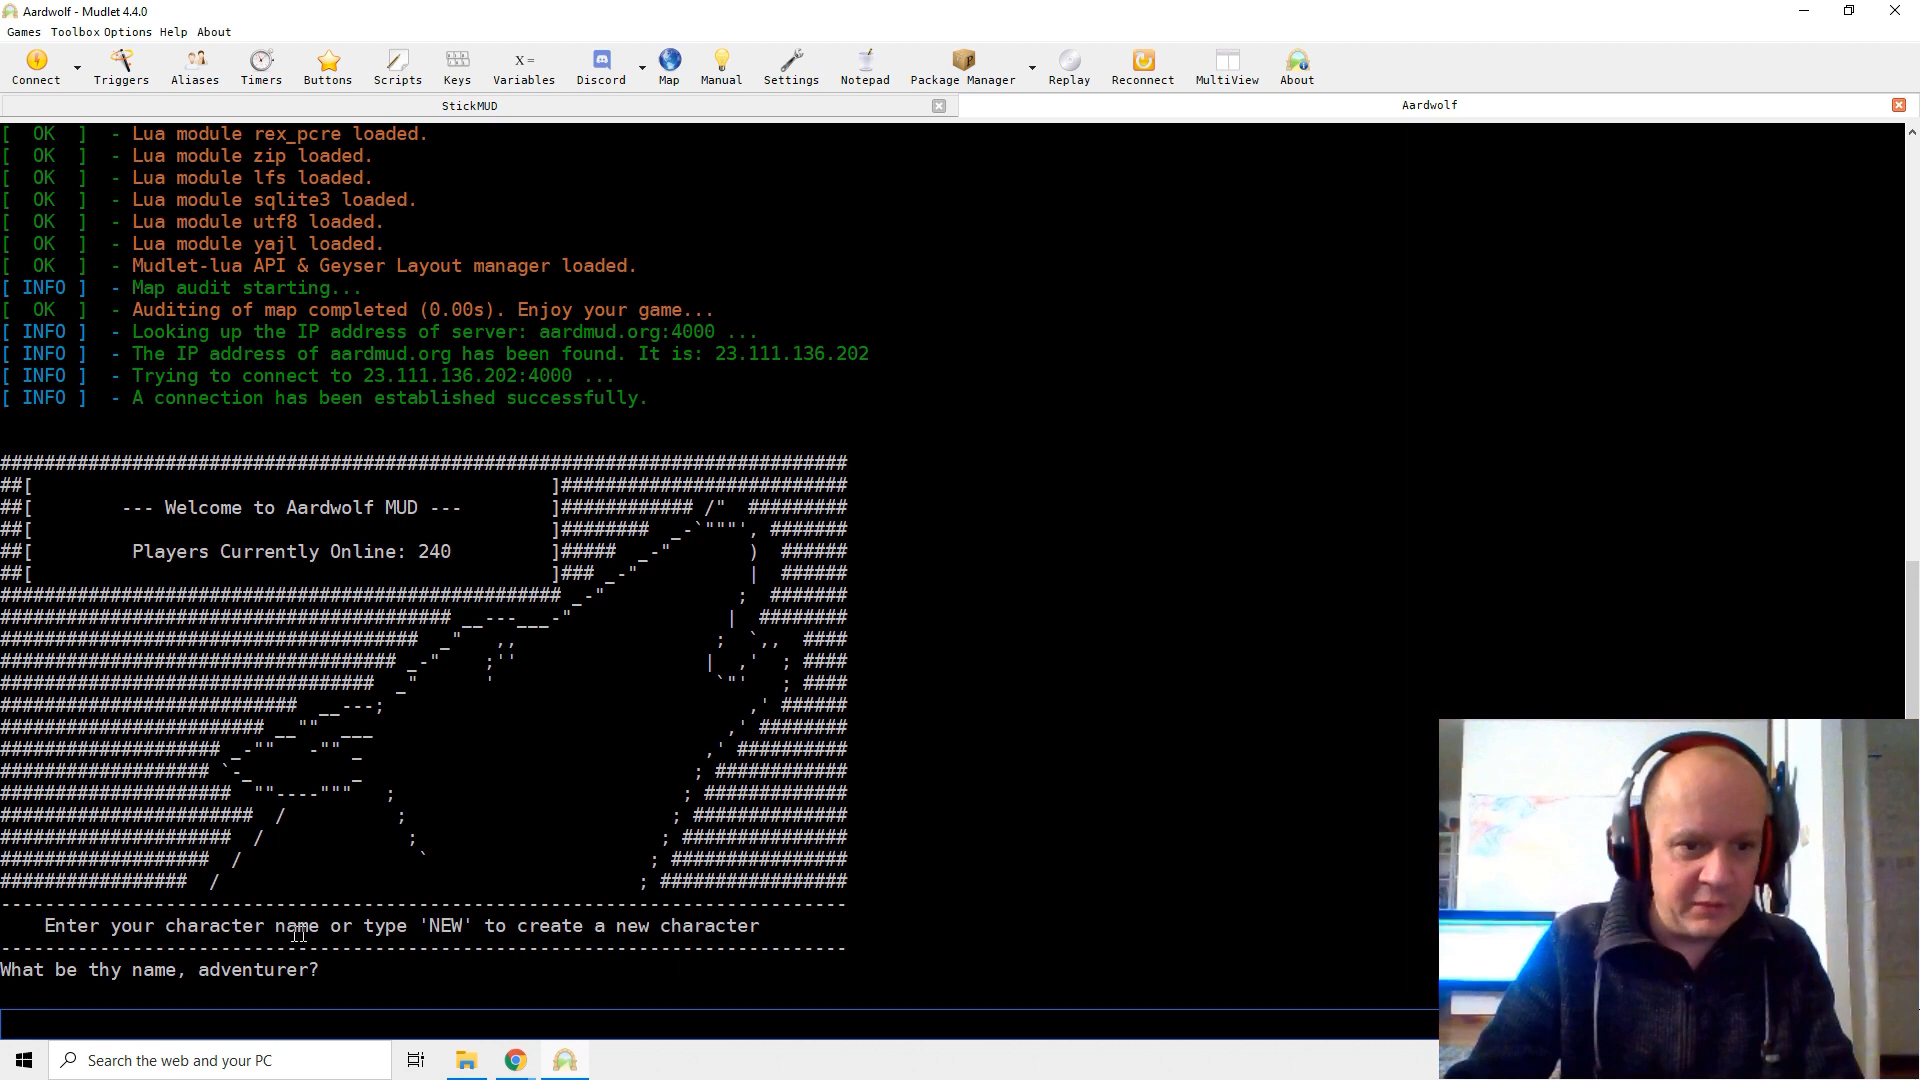 Aardwolf - Mudlet 4.4.0
Games Toolbox Options Help About
Connect Triggers Aliases Timers Buttons Scripts Keys Variables Discord Map Manual Settings Notepad Package Manager Replay Reconnect MultiView About
StickMUD Aardwolf
[  OK  ]  - Lua module rex_pcre loaded.
[  OK  ]  - Lua module zip loaded.
[  OK  ]  - Lua module lfs loaded.
[  OK  ]  - Lua module sqlite3 loaded.
[  OK  ]  - Lua module utf8 loaded.
[  OK  ]  - Lua module yajl loaded.
[  OK  ]  - Mudlet-lua API & Geyser Layout manager loaded.
[ INFO ]  - Map audit starting...
[  OK  ]  - Auditing of map completed (0.00s). Enjoy your game...
[ INFO ]  - Looking up the IP address of server: aardmud.org:4000 ...
[ INFO ]  - The IP address of aardmud.org has been found. It is: 23.111.136.202
[ INFO ]  - Trying to connect to 23.111.136.202:4000 ...
[ INFO ]  - A connection has been established successfully.
--- Welcome to Aardwolf MUD ---
Players Currently Online: 240
Enter your character name or type 'NEW' to create a new character
What be thy name, adventurer?
Search the web and your PC